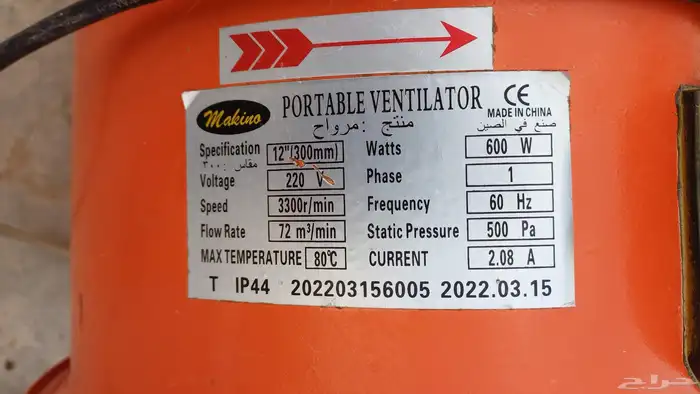 Makino
PORTABLE VENTILATOR CE
MADE IN CHINA
منتج : مرواح
صنع في الصين
Specification 12"(300mm) Watts 600 W
مقاس : ٣٠٠
Voltage 220 V Phase 1
Speed 3300r/min Frequency 60 Hz
Flow Rate 72 m³/min Static Pressure 500 Pa
MAX TEMPERATURE 80℃ CURRENT 2.08 A
T IP44 202203156005 2022.03.15
حراج